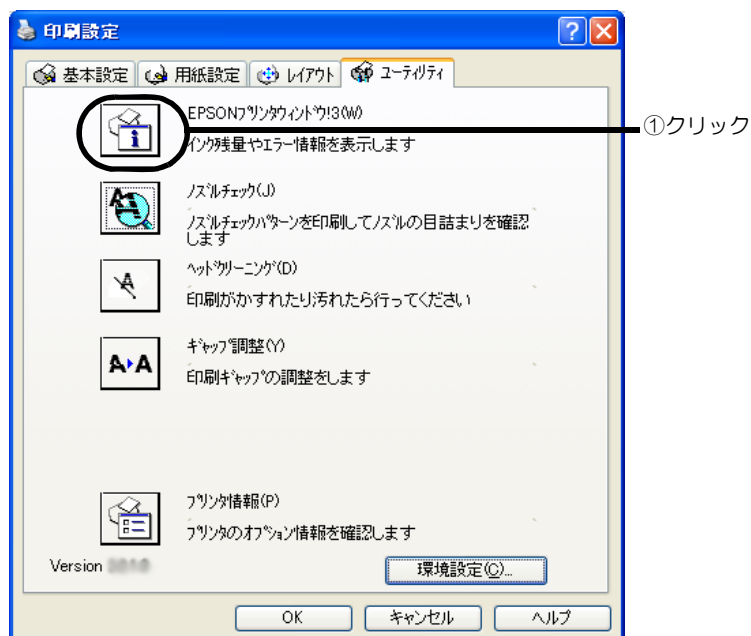 印刷設定
基本設定 用紙設定 レイアウト ユーティリティ
EPSONプリンタウィンドウ!3(W)
インク残量やエラー情報を表示します
①クリック
ノズルチェック(J)
ノズルチェックパターンを印刷してノズルの目詰まりを確認
します
ヘッドクリーニング(D)
印刷がかすれたり汚れたら行ってください
ギャップ調整(Y)
印刷ギャップの調整をします
プリンタ情報(P)
プリンタのオプション情報を確認します
Version
環境設定(C)...
OK キャンセル ヘルプ